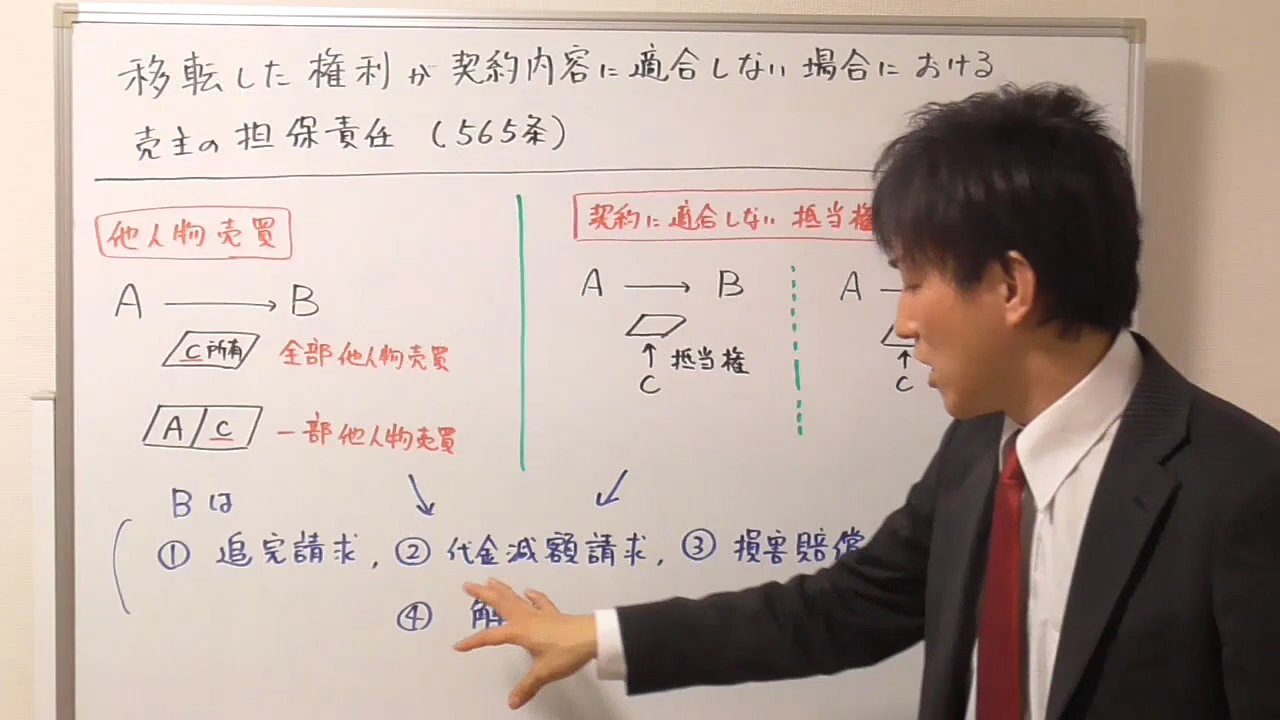 移転した権利が契約内容に適合しない場合における
売主の担保責任 (565条)
他人物売買
A → B
C所有 全部他人物売買
A C 一部他人物売買
契約に適合しない抵当権
A → B
↑ 抵当権
C
A
↑
C
Bは
① 追完請求, ② 代金減額請求, ③ 損害賠償
④ 解